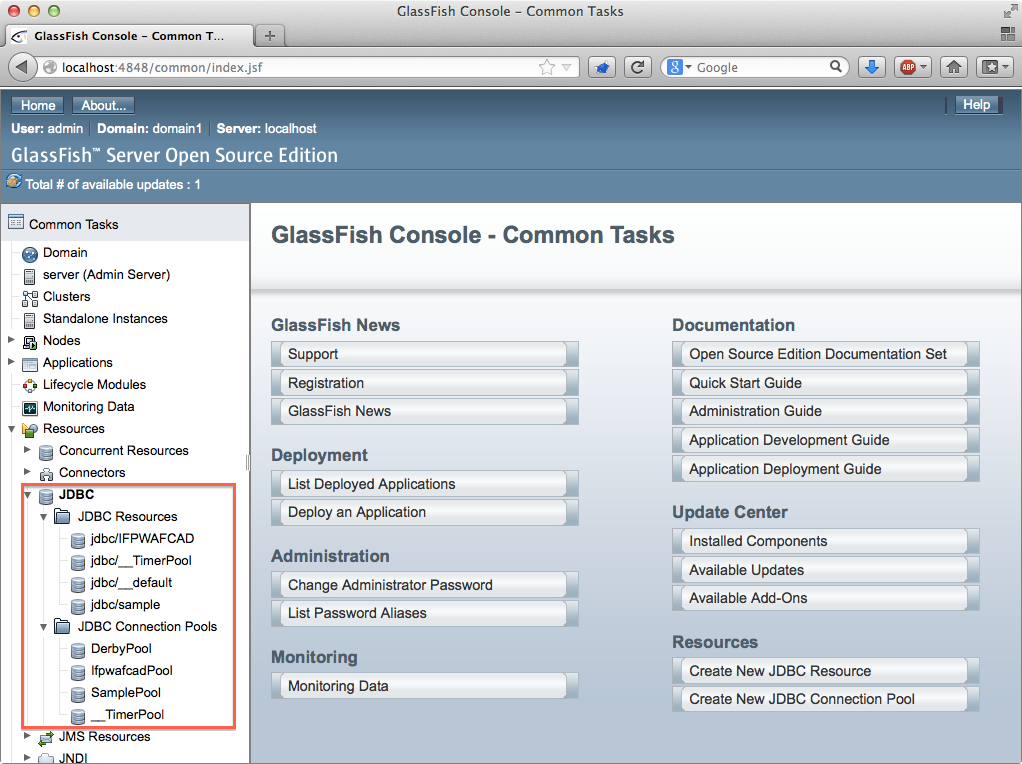 GlassFish Console – Common Tasks
GlassFish Console – Common T...
localhost:4848/common/index.jsf
Google
ABP
Home
About...
Help
User: admin
Domain: domain1
Server: localhost
GlassFish™ Server Open Source Edition
Total # of available updates : 1
Common Tasks
Domain
server (Admin Server)
Clusters
Standalone Instances
Nodes
Applications
Lifecycle Modules
Monitoring Data
Resources
Concurrent Resources
Connectors
JDBC
JDBC Resources
jdbc/IFPWAFCAD
jdbc/__TimerPool
jdbc/__default
jdbc/sample
JDBC Connection Pools
DerbyPool
IfpwafcadPool
SamplePool
__TimerPool
JMS Resources
JNDI
GlassFish Console - Common Tasks
GlassFish News
Support
Registration
GlassFish News
Deployment
List Deployed Applications
Deploy an Application
Administration
Change Administrator Password
List Password Aliases
Monitoring
Monitoring Data
Documentation
Open Source Edition Documentation Set
Quick Start Guide
Administration Guide
Application Development Guide
Application Deployment Guide
Update Center
Installed Components
Available Updates
Available Add-Ons
Resources
Create New JDBC Resource
Create New JDBC Connection Pool